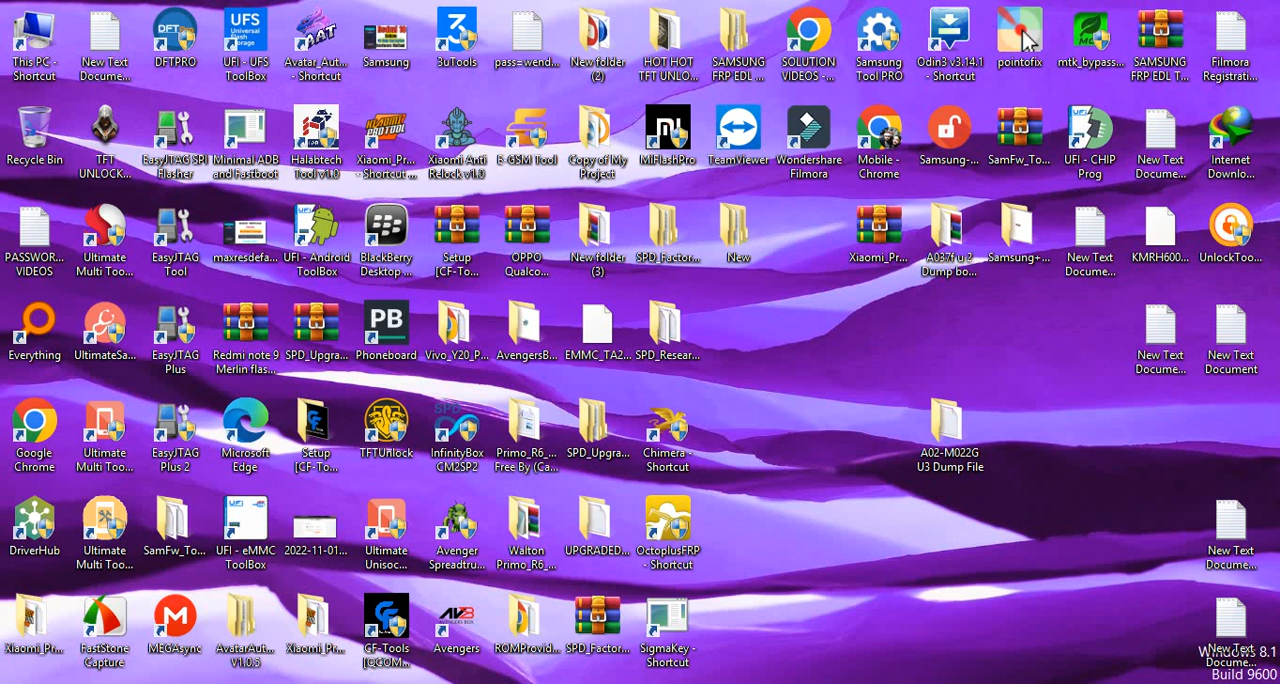 This PC - Shortcut
New Text Docume...
DFTPRO
UFI - UFS ToolBox
Avatar_Aut... - Shortcut
Samsung
3uTools
pass=wend...
New folder (2)
HOT HOT TFT UNLO...
SAMSUNG FRP EDL ...
SOLUTION VIDEOS -...
Samsung Tool PRO
Odin3 v3.14.1 - Shortcut
pointofix
mtk_bypass...
SAMSUNG FRP EDL T...
Filmora Registrati...
Recycle Bin
TFT UNLOCK...
EasyJTAG SPI Flasher
Minimal ADB and Fastboot
Halabtech Tool v1.0
Xiaomi_Pr... - Shortcut ...
Xiaomi Anti Relock v1.0
E-GSM Tool
Copy of My Project
MiFlashPro
TeamViewer
Wondershare Filmora
Mobile - Chrome
Samsung-...
SamFw_To...
UFI - CHIP Prog
New Text Docume...
Internet Downlo...
PASSWOR... VIDEOS
Ultimate Multi Too...
EasyJTAG Tool
maxresdefa...
UFI - Android ToolBox
BlackBerry Desktop ...
Setup [CF-To...
OPPO Qualco...
New folder (3)
SPD_Factor...
New
Xiaomi_Pr...
A037f u 2 Dump bo...
Samsung+...
New Text Docume...
KMRH600...
UnlockToo...
Everything
UltimateSa...
EasyJTAG Plus
Redmi note 9 Merlin flas...
SPD_Upgra...
Phoneboard
Vivo_Y20_P...
AvengersB...
EMMC_TA2...
SPD_Resear...
New Text Docume...
New Text Document
Google Chrome
Ultimate Multi Too...
EasyJTAG Plus 2
Microsoft Edge
Setup [CF-To...
TFTUnlock
InfinityBox CM2SP2
Primo_R6_... Free By (Ca...
SPD_Upgra...
Chimera - Shortcut
A02-M022G U3 Dump File
DriverHub
Ultimate Multi Too...
SamFw_To...
UFI - eMMC ToolBox
2022-11-01...
Ultimate Unisoc...
Avenger Spreadtru...
Walton Primo_R6_...
UPGRADED...
OctoplusFRP - Shortcut
New Text Docume...
Xiaomi_Pr...
FastStone Capture
MEGAsync
AvatarAut... V1.0.5
Xiaomi_Pr...
CF-Tools [QCOM...
Avengers
ROMProvid...
SPD_Factor...
SigmaKey - Shortcut
New Text Docume...
Windows 8.1
Build 9600